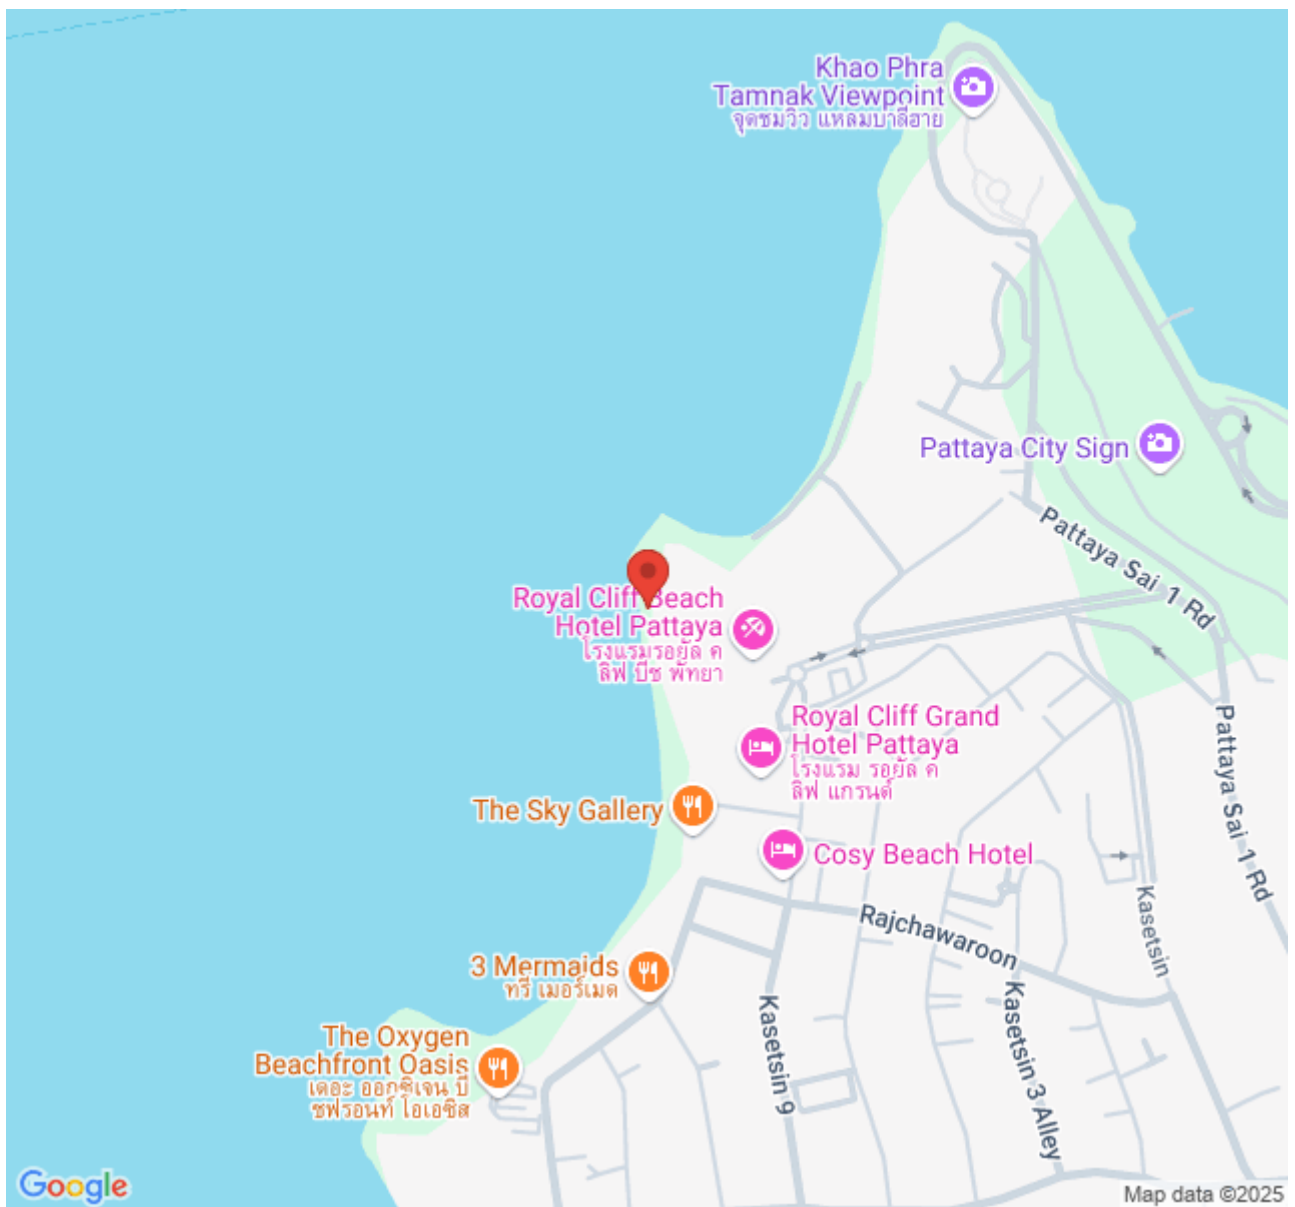 Khao Phra
Tamnak Viewpoint
จุดชมวิว แหลมบาลีฮาย
Pattaya City Sign
Pattaya Sai 1 Rd
Royal Cliff Beach
Hotel Pattaya
โรงแรมรอยัล ค
ลิฟ บีช พัทยา
Royal Cliff Grand
Hotel Pattaya
โรงแรม รอยัล ค
ลิฟ แกรนด์
Pattaya Sai 1 Rd
The Sky Gallery
Cosy Beach Hotel
Rajchawaroon
Kasetsin
3 Mermaids
ทรี เมอร์เมด
Kasetsin 9
Kasetsin 3 Alley
The Oxygen
Beachfront Oasis
เดอะ ออกซิเจน บี
ชฟรอนท์ โอเอซิส
Google
Map data ©2025